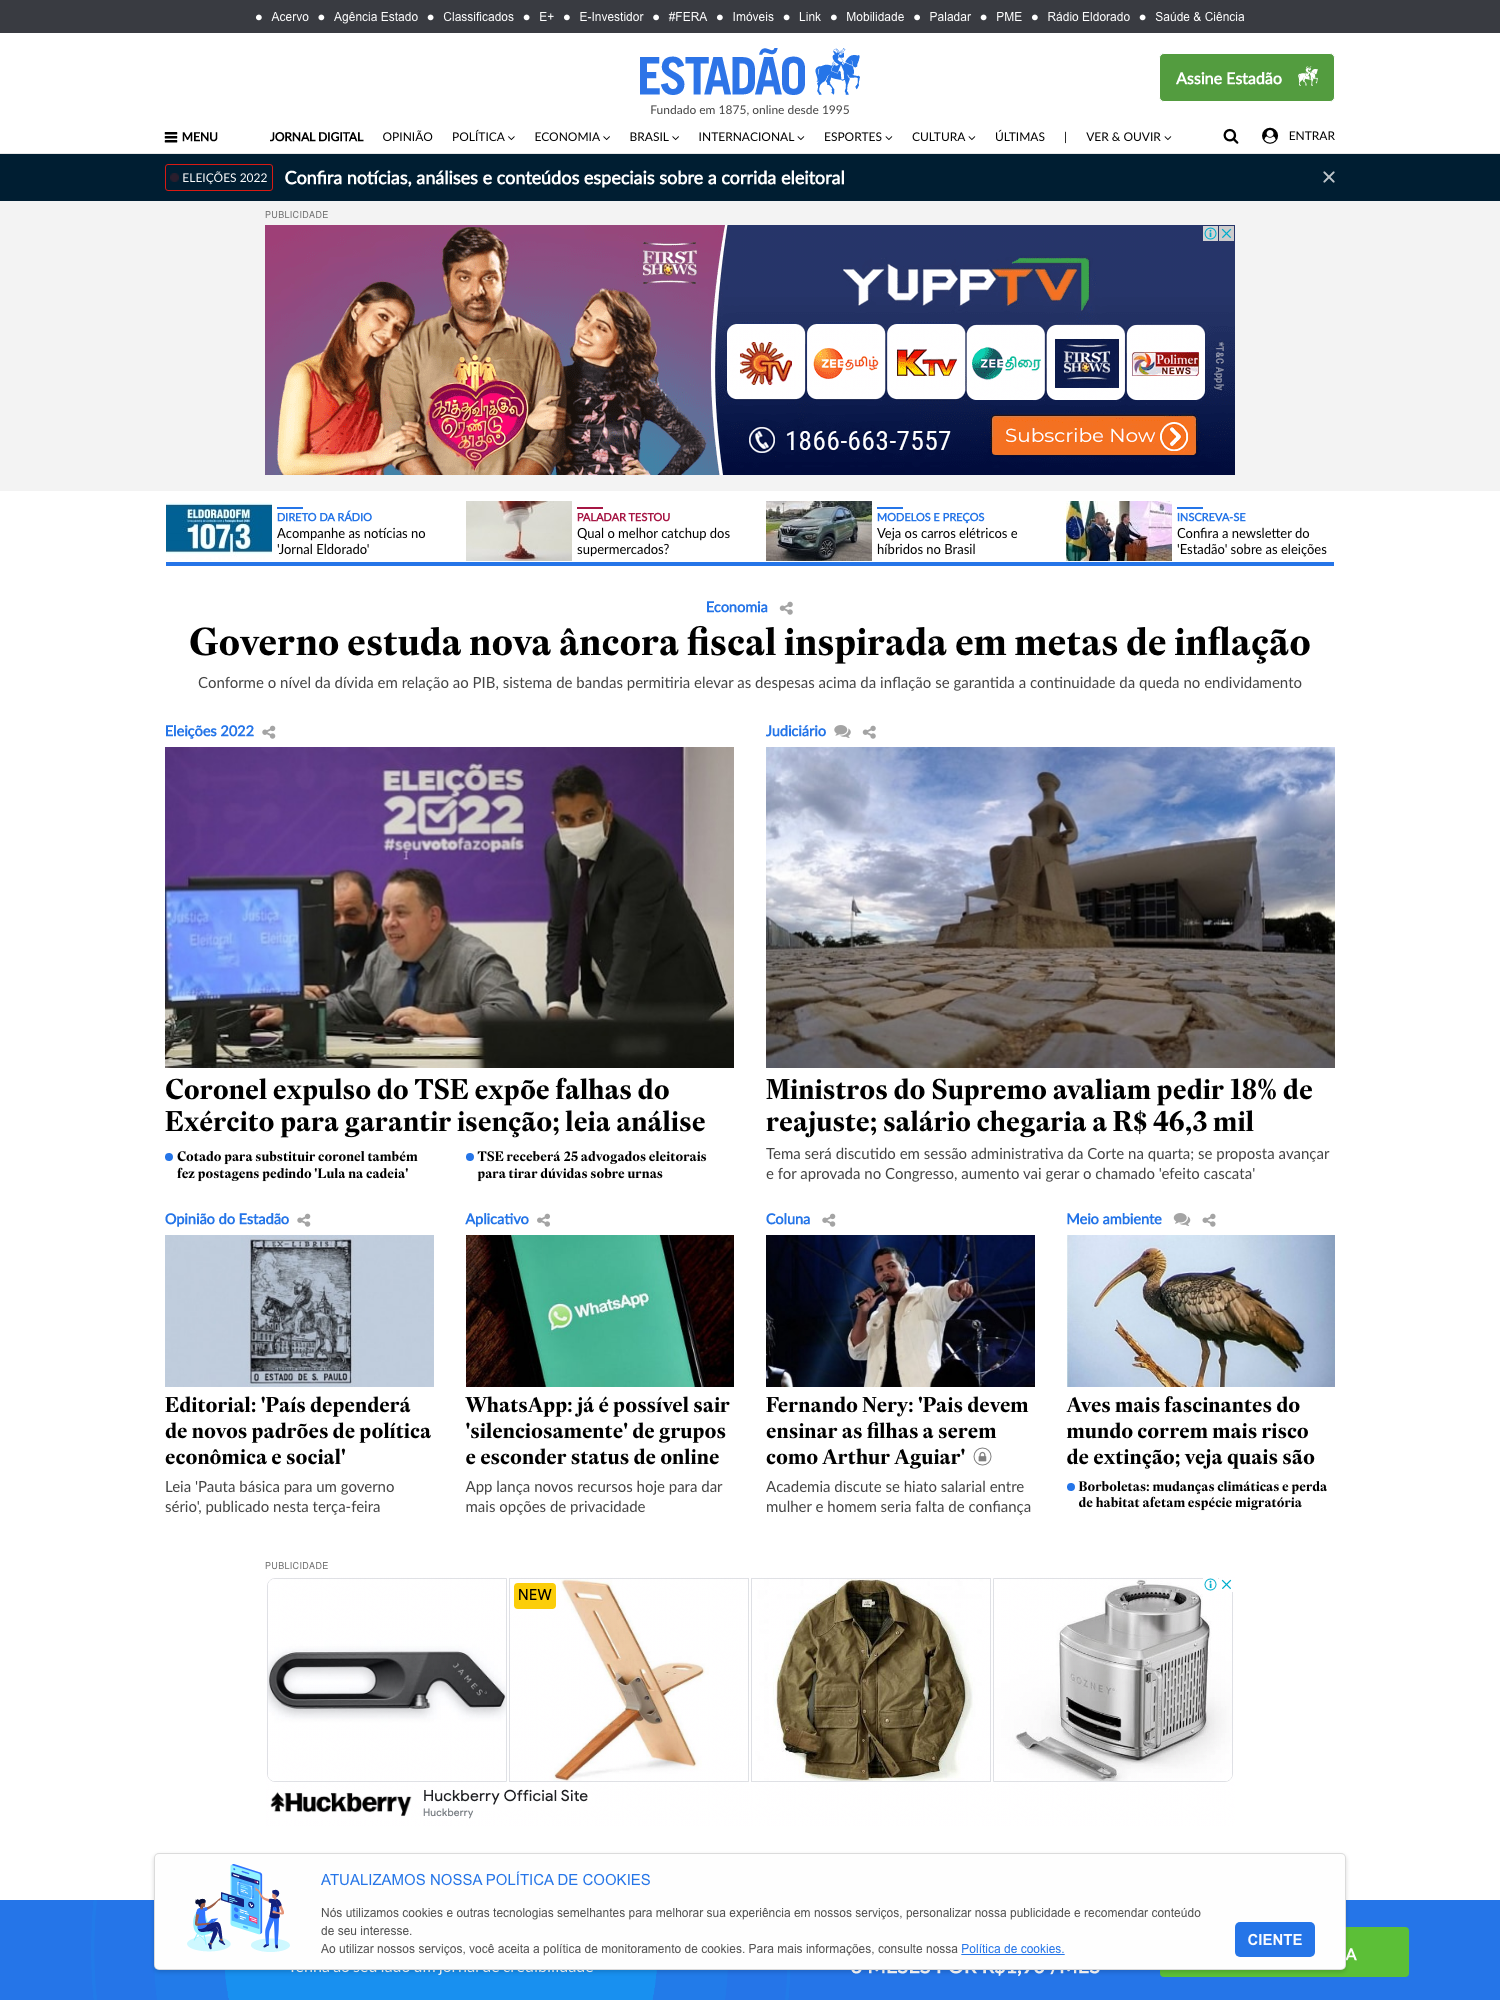 Acervo Agência Estado Classificados E+ E-Investidor #FERA Imóveis Link Mobilidade Paladar PME Rádio Eldorado Saúde & Ciência
ESTADÃO
Fundado em 1875, online desde 1995
Assine Estadão
MENU JORNAL DIGITAL OPINIÃO POLÍTICA ECONOMIA BRASIL INTERNACIONAL ESPORTES CULTURA ÚLTIMAS | VER & OUVIR ENTRAR
ELEIÇÕES 2022 Confira notícias, análises e conteúdos especiais sobre a corrida eleitoral
PUBLICIDADE
FIRST
SHOWS
YUPPTV
TV ZEE தமிழ் KTV ZEE திரை FIRST SHOWS Polimer NEWS
*T&C Apply
காத்துவாக்குல
ரெண்டு
காதல்
1866-663-7557
Subscribe Now
ELDORADO FM
107,3
DIRETO DA RÁDIO
Acompanhe as notícias no
'Jornal Eldorado'
PALADAR TESTOU
Qual o melhor catchup dos
supermercados?
MODELOS E PREÇOS
Veja os carros elétricos e
híbridos no Brasil
INSCREVA-SE
Confira a newsletter do
'Estadão' sobre as eleições
Economia
Governo estuda nova âncora fiscal inspirada em metas de inflação
Conforme o nível da dívida em relação ao PIB, sistema de bandas permitiria elevar as despesas acima da inflação se garantida a continuidade da queda no endividamento
Eleições 2022
ELEIÇÕES
2022
#seuvotofazopaís
Justiça
Eleitoral
Justiça
Eleitoral
Coronel expulso do TSE expõe falhas do
Exército para garantir isenção; leia análise
Cotado para substituir coronel também
fez postagens pedindo 'Lula na cadeia'
TSE receberá 25 advogados eleitorais
para tirar dúvidas sobre urnas
Judiciário
Ministros do Supremo avaliam pedir 18% de
reajuste; salário chegaria a R$ 46,3 mil
Tema será discutido em sessão administrativa da Corte na quarta; se proposta avançar
e for aprovada no Congresso, aumento vai gerar o chamado 'efeito cascata'
Opinião do Estadão
EX-LIBRIS
O ESTADO DE S. PAULO
Editorial: 'País dependerá
de novos padrões de política
econômica e social'
Leia 'Pauta básica para um governo
sério', publicado nesta terça-feira
Aplicativo
WhatsApp
WhatsApp: já é possível sair
'silenciosamente' de grupos
e esconder status de online
App lança novos recursos hoje para dar
mais opções de privacidade
Coluna
Fernando Nery: 'Pais devem
ensinar as filhas a serem
como Arthur Aguiar'
Academia discute se hiato salarial entre
mulher e homem seria falta de confiança
Meio ambiente
Aves mais fascinantes do
mundo correm mais risco
de extinção; veja quais são
Borboletas: mudanças climáticas e perda
de habitat afetam espécie migratória
PUBLICIDADE
JAMES
NEW
GOZNEY
Huckberry
Huckberry Official Site
Huckberry
ATUALIZAMOS NOSSA POLÍTICA DE COOKIES
Nós utilizamos cookies e outras tecnologias semelhantes para melhorar sua experiência em nossos serviços, personalizar nossa publicidade e recomendar conteúdo
de seu interesse.
Ao utilizar nossos serviços, você aceita a política de monitoramento de cookies. Para mais informações, consulte nossa Política de cookies.
CIENTE
A